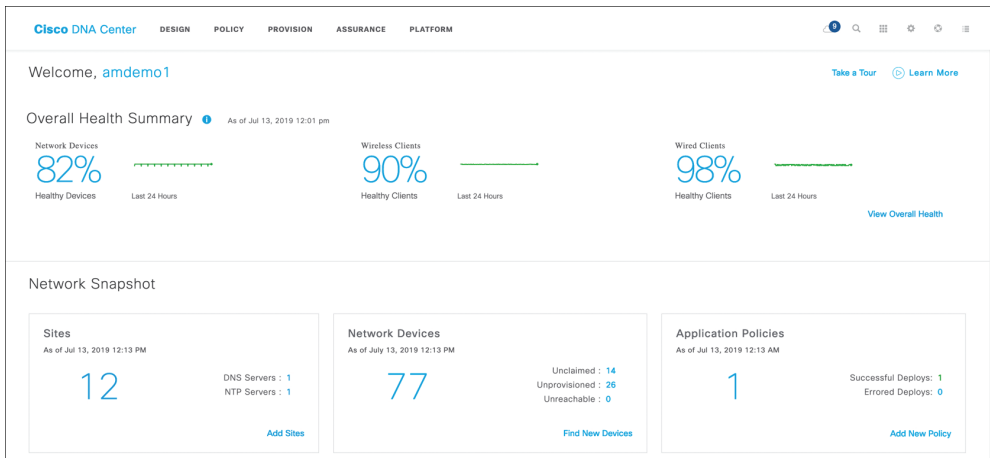 Cisco DNA Center DESIGN POLICY PROVISION ASSURANCE PLATFORM 9
Welcome, amdemo1 Take a Tour Learn More
Overall Health Summary i As of Jul 13, 2019 12:01 pm
Network Devices Wireless Clients Wired Clients
82% 90% 98%
Healthy Devices Last 24 Hours Healthy Clients Last 24 Hours Healthy Clients Last 24 Hours
View Overall Health
Network Snapshot
Sites
As of Jul 13, 2019 12:13 PM
12
DNS Servers : 1
NTP Servers : 1
Add Sites
Network Devices
As of July 13, 2019 12:13 PM
77
Unclaimed : 14
Unprovisioned : 26
Unreachable : 0
Find New Devices
Application Policies
As of Jul 13, 2019 12:13 AM
1
Successful Deploys: 1
Errored Deploys: 0
Add New Policy